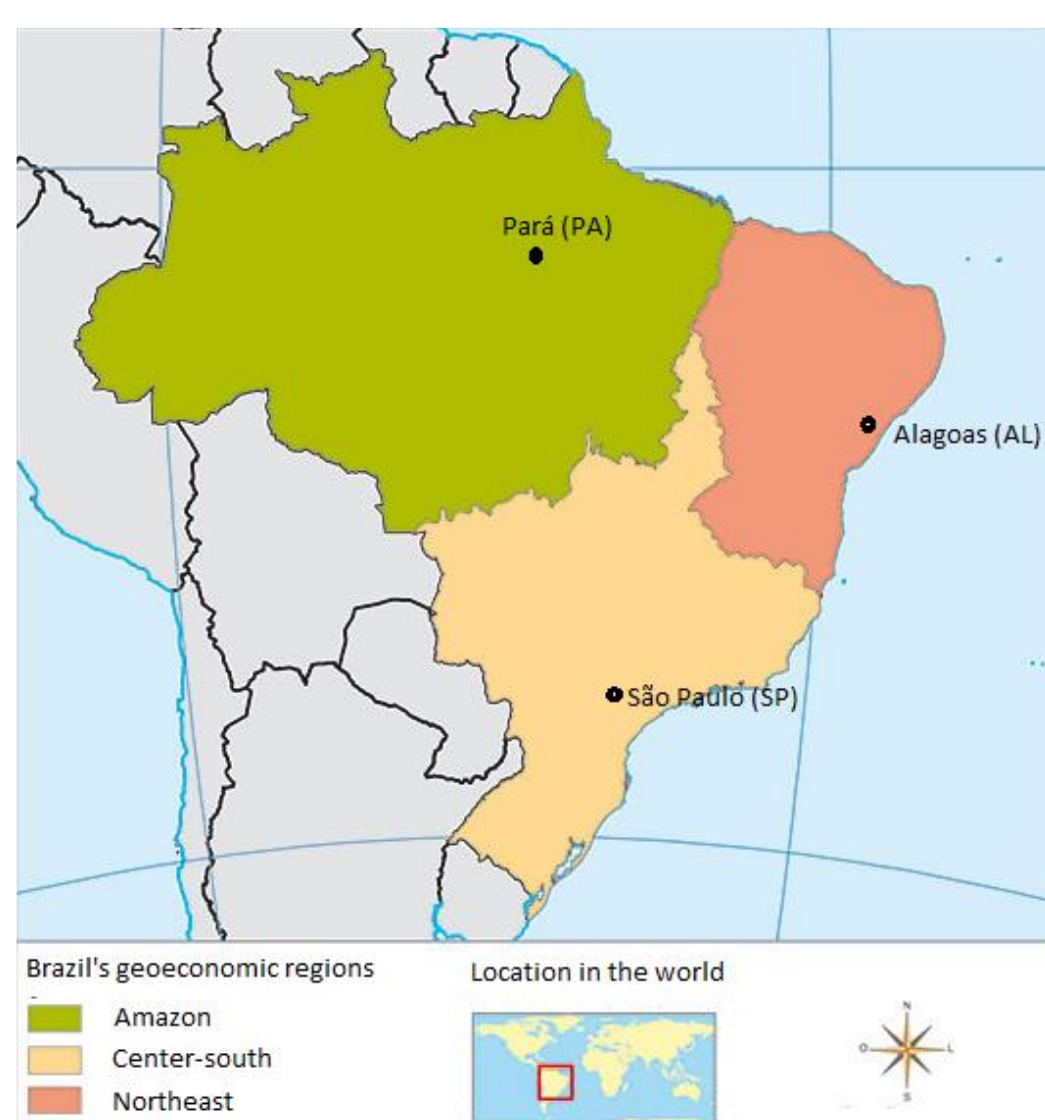 Pará (PA)
Alagoas (AL)
São Paulo (SP)
Brazil's geoeconomic regions
Amazon
Center-south
Northeast
Location in the world
N
O
L
S